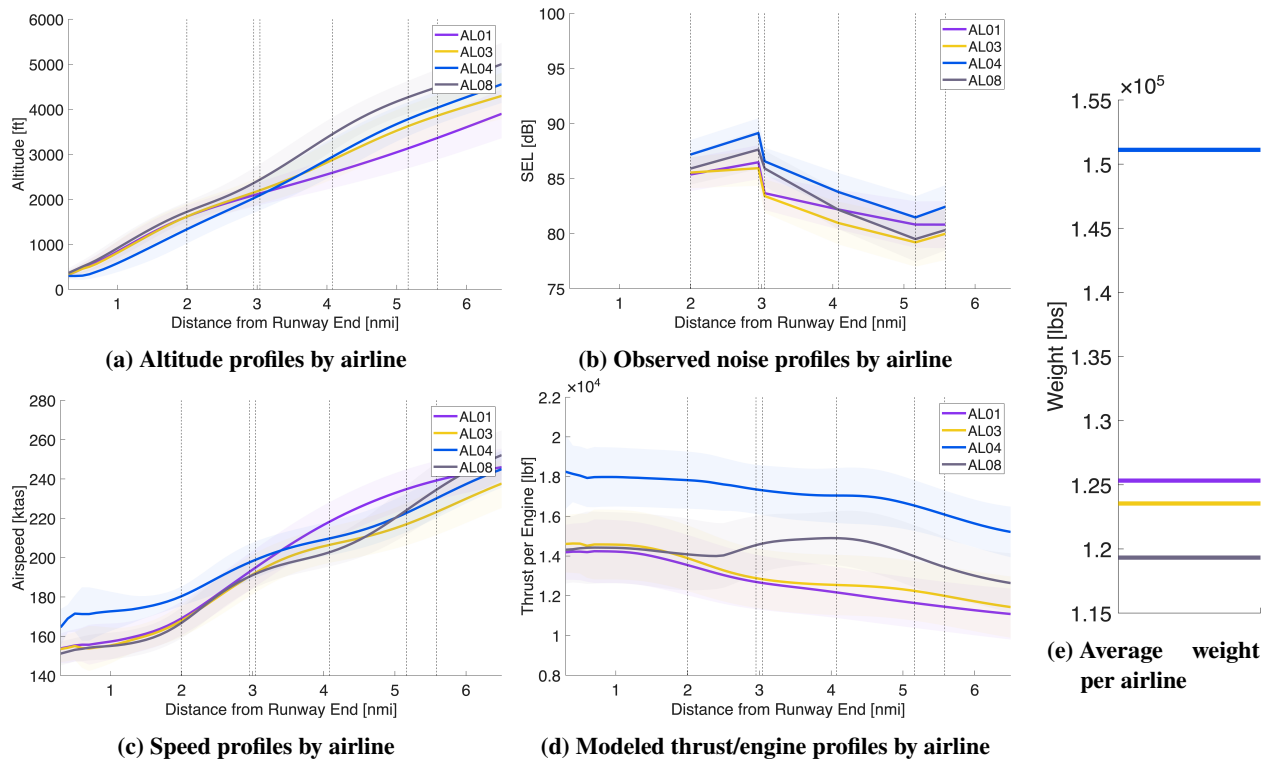 6000
5000
4000
3000
2000
1000
0
Altitude [ft]
1 2 3 4 5 6
Distance from Runway End [nmi]
AL01
AL03
AL04
AL08
(a) Altitude profiles by airline
100
95
90
85
80
75
SEL [dB]
1 2 3 4 5 6
Distance from Runway End [nmi]
AL01
AL03
AL04
AL08
(b) Observed noise profiles by airline
280
260
240
220
200
180
160
140
Airspeed [ktas]
1 2 3 4 5 6
Distance from Runway End [nmi]
AL01
AL03
AL04
AL08
(c) Speed profiles by airline
×10⁴
2.2
2
1.8
1.6
1.4
1.2
1
0.8
Thrust per Engine [lbf]
1 2 3 4 5 6
Distance from Runway End [nmi]
AL01
AL03
AL04
AL08
(d) Modeled thrust/engine profiles by airline
×10⁵
1.55
1.5
1.45
1.4
1.35
1.3
1.25
1.2
1.15
Weight [lbs]
(e) Average weight
per airline